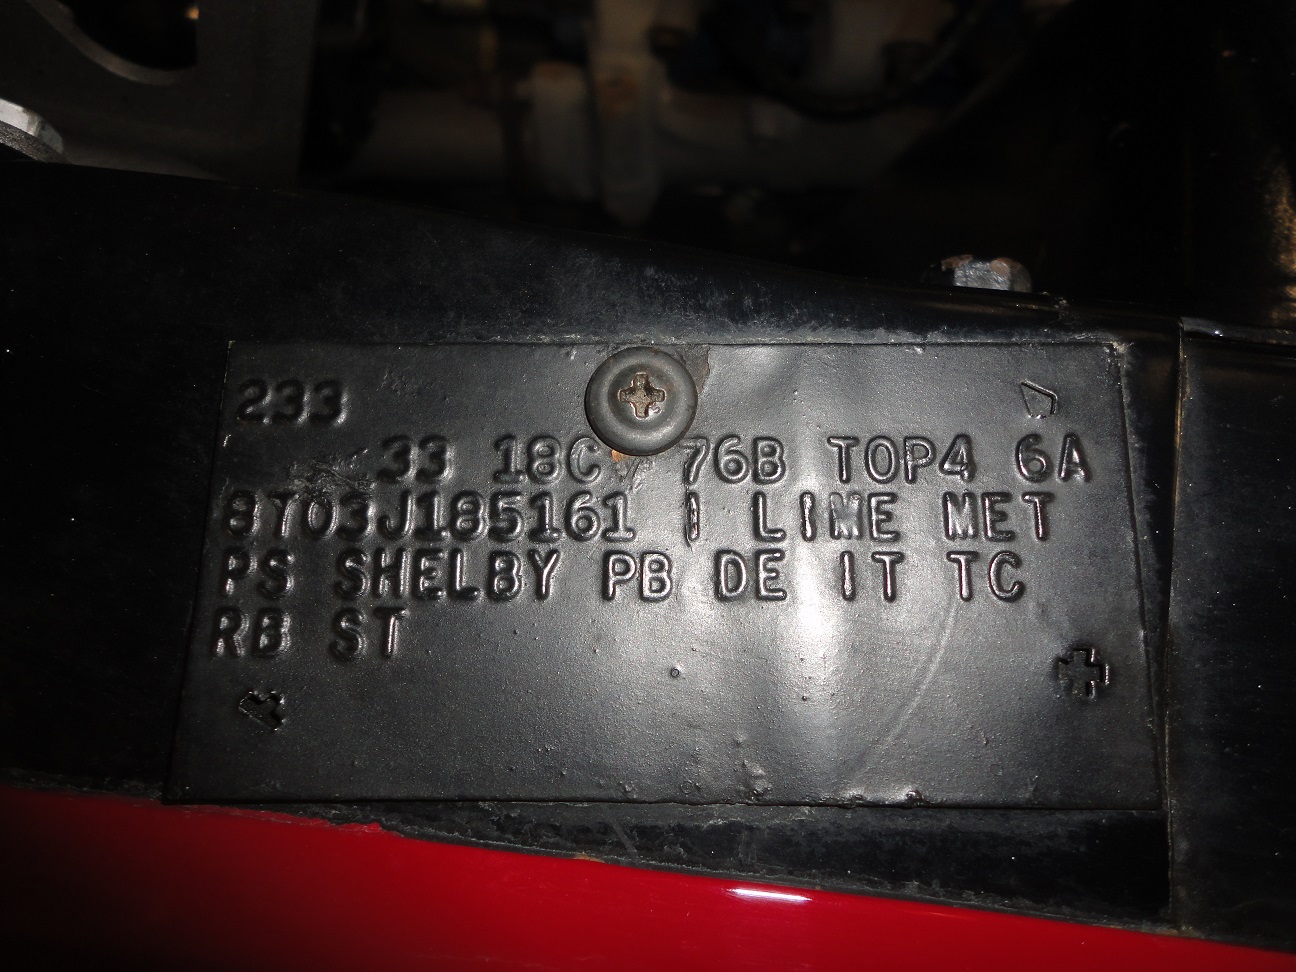 233
33 18C 76B TOP4 6A
8T03J185161 I LIME MET
PS SHELBY PB DE IT TC
RB ST